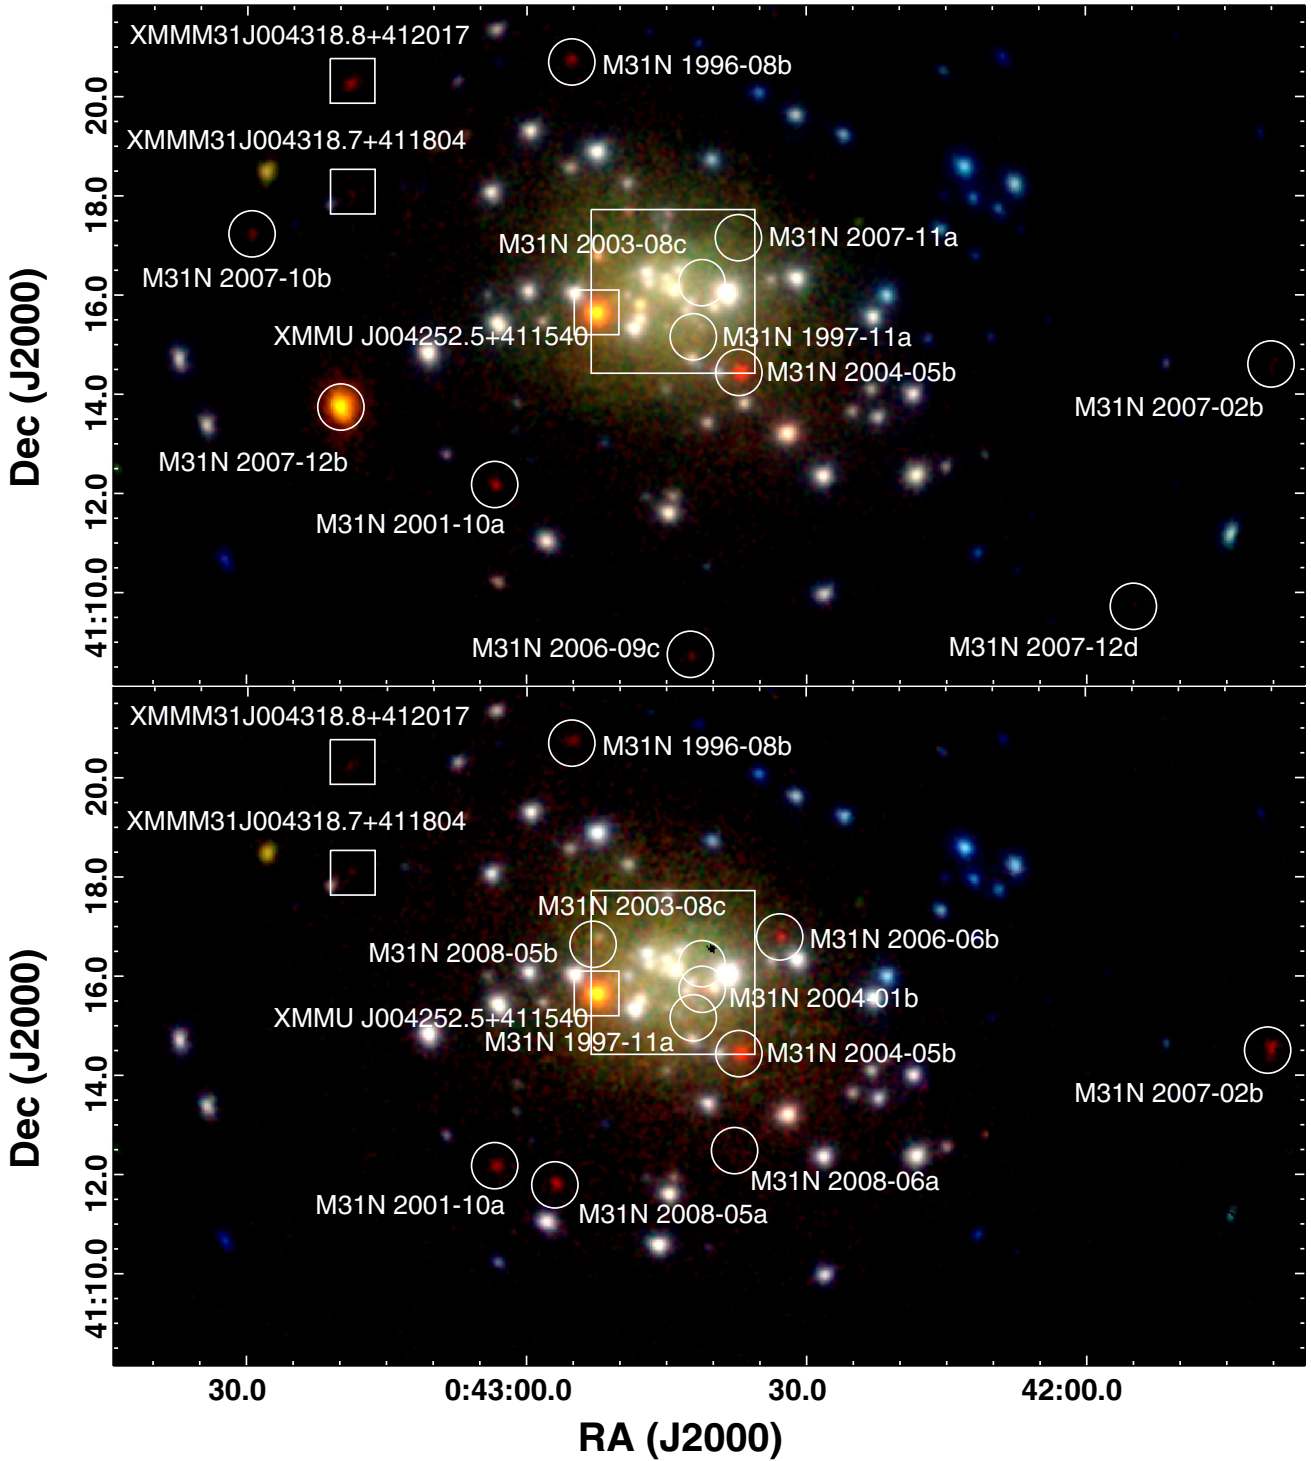 XMMM31J004318.8+412017
M31N 1996-08b
XMMM31J004318.7+411804
M31N 2003-08c
M31N 2007-11a
M31N 2007-10b
XMMU J004252.5+411540
M31N 1997-11a
M31N 2004-05b
M31N 2007-02b
M31N 2007-12b
M31N 2001-10a
M31N 2006-09c
M31N 2007-12d
20.0
18.0
16.0
14.0
12.0
41:10.0
Dec (J2000)
XMMM31J004318.8+412017
M31N 1996-08b
XMMM31J004318.7+411804
M31N 2003-08c
M31N 2008-05b
M31N 2006-06b
M31N 2004-01b
XMMU J004252.5+411540
M31N 1997-11a
M31N 2004-05b
M31N 2007-02b
M31N 2008-06a
M31N 2001-10a
M31N 2008-05a
20.0
18.0
16.0
14.0
12.0
41:10.0
Dec (J2000)
30.0 0:43:00.0 30.0 42:00.0
RA (J2000)